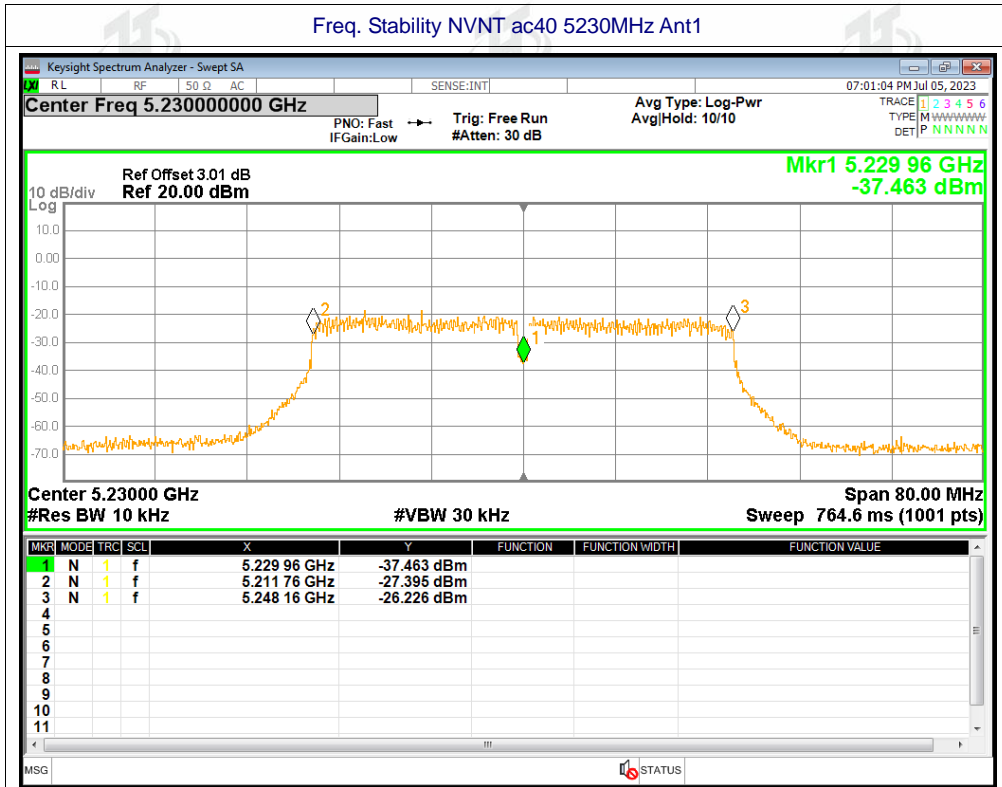 Freq. Stability NVNT ac40 5230MHz Ant1
Keysight Spectrum Analyzer - Swept SA
LXI RL RF 50 Ω AC SENSE:INT 07:01:04 PM Jul 05, 2023
Center Freq 5.230000000 GHz
PNO: Fast
IFGain:Low
Trig: Free Run
#Atten: 30 dB
Avg Type: Log-Pwr
Avg|Hold: 10/10
TRACE 1 2 3 4 5 6
TYPE M WWWWW
DET P N N N N N
Mkr1 5.229 96 GHz
-37.463 dBm
Ref Offset 3.01 dB
10 dB/div Ref 20.00 dBm
Log
10.0
0.00
-10.0
-20.0
-30.0
-40.0
-50.0
-60.0
-70.0
2
1
3
Center 5.23000 GHz Span 80.00 MHz
#Res BW 10 kHz #VBW 30 kHz Sweep 764.6 ms (1001 pts)
MKR MODE TRC SCL X Y FUNCTION FUNCTION WIDTH FUNCTION VALUE
1 N 1 f 5.229 96 GHz -37.463 dBm
2 N 1 f 5.211 76 GHz -27.395 dBm
3 N 1 f 5.248 16 GHz -26.226 dBm
4
5
6
7
8
9
10
11
MSG STATUS